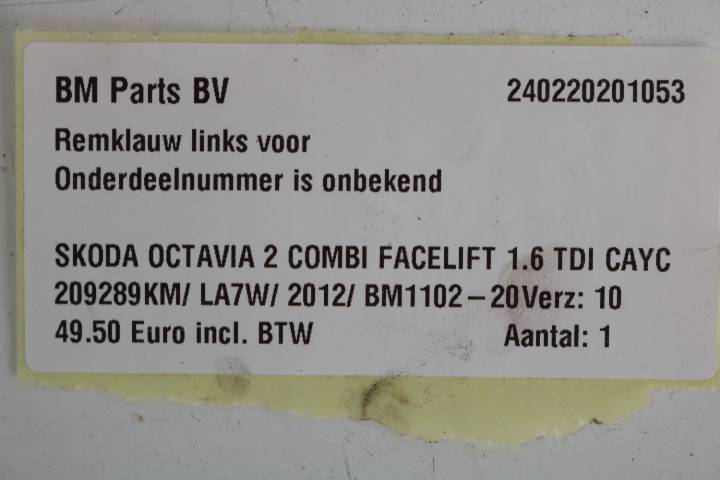 BM Parts BV 240220201053
Remklauw links voor
Onderdeelnummer is onbekend
SKODA OCTAVIA 2 COMBI FACELIFT 1.6 TDI CAYC
209289KM/ LA7W/ 2012/ BM1102-20Verz: 10
49.50 Euro incl. BTW Aantal: 1